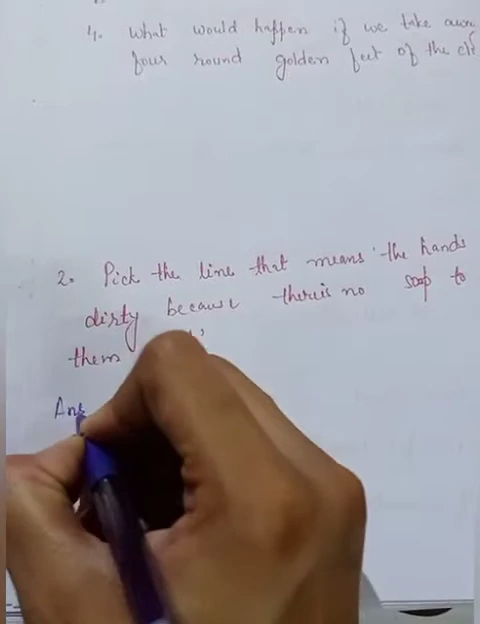 4. What would happen if we take away
four round golden feet of the
2. Pick the line that means 'the hands
dirty because there is no soap to
them
Ans